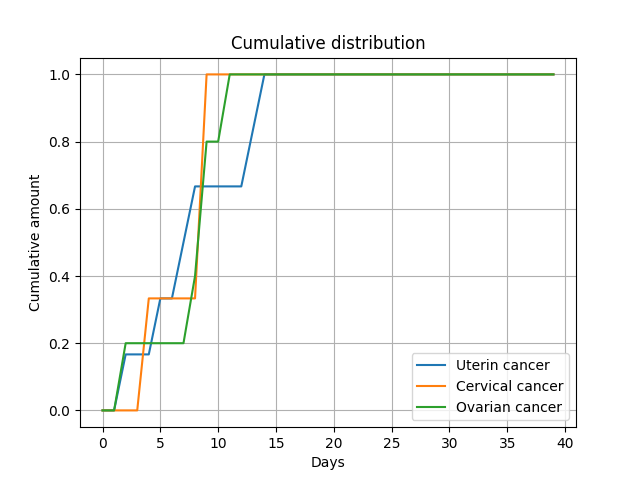 Cumulative distribution
1.0
0.8
0.6
0.4
0.2
0.0
Cumulative amount
0 5 10 15 20 25 30 35 40
Days
Uterin cancer
Cervical cancer
Ovarian cancer